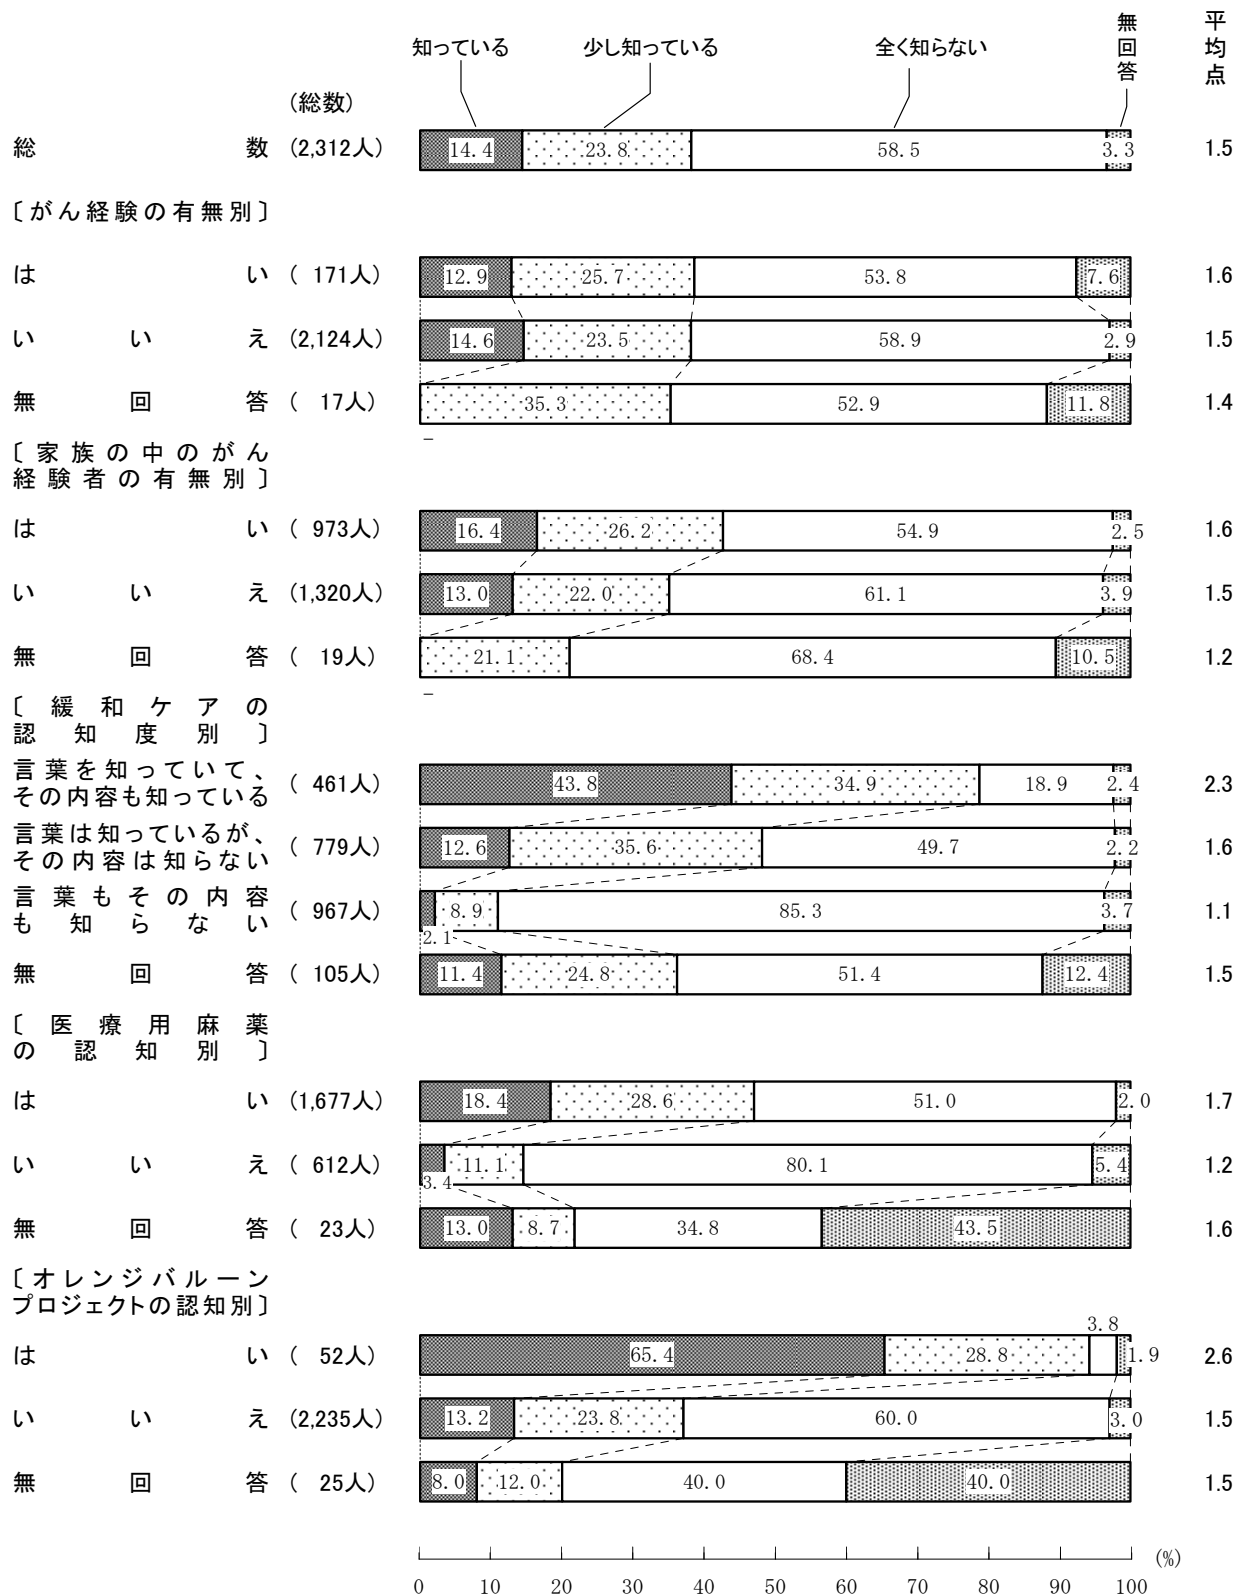 知っている 少し知っている 全く知らない 無回答 平均点
(総数)
総数 (2,312人) 14.4 23.8 58.5 3.3 1.5
〔がん経験の有無別〕
はい ( 171人) 12.9 25.7 53.8 7.6 1.6
いいえ (2,124人) 14.6 23.5 58.9 2.9 1.5
無回答 ( 17人) 35.3 52.9 11.8 1.4
−
〔家族の中のがん
経験者の有無別〕
はい ( 973人) 16.4 26.2 54.9 2.5 1.6
いいえ (1,320人) 13.0 22.0 61.1 3.9 1.5
無回答 ( 19人) 21.1 68.4 10.5 1.2
−
〔緩和ケアの
認知度別〕
言葉を知っていて、
その内容も知っている ( 461人) 43.8 34.9 18.9 2.4 2.3
言葉は知っているが、
その内容は知らない ( 779人) 12.6 35.6 49.7 2.2 1.6
言葉もその内容
も知らない ( 967人) 2.1 8.9 85.3 3.7 1.1
無回答 ( 105人) 11.4 24.8 51.4 12.4 1.5
〔医療用麻薬
の認知別〕
はい (1,677人) 18.4 28.6 51.0 2.0 1.7
いいえ ( 612人) 3.4 11.1 80.1 5.4 1.2
無回答 ( 23人) 13.0 8.7 34.8 43.5 1.6
〔オレンジバルーン
プロジェクトの認知別〕
はい ( 52人) 65.4 28.8 3.8 1.9 2.6
いいえ (2,235人) 13.2 23.8 60.0 3.0 1.5
無回答 ( 25人) 8.0 12.0 40.0 40.0 1.5
0 10 20 30 40 50 60 70 80 90 100 (%)